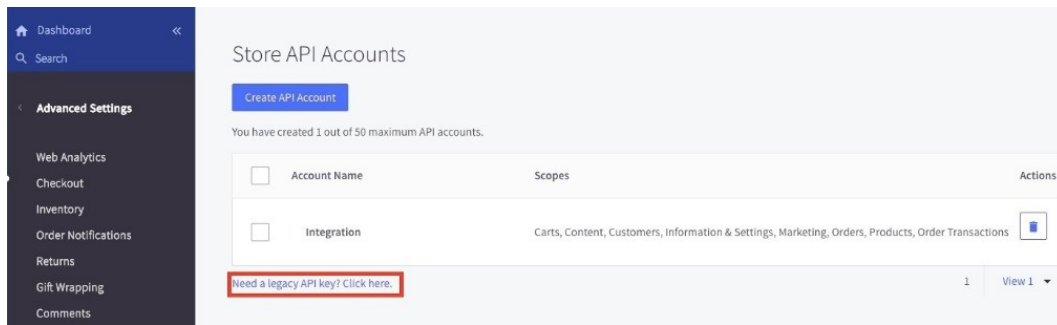 Dashboard
Search
Advanced Settings
Web Analytics
Checkout
Inventory
Order Notifications
Returns
Gift Wrapping
Comments
Store API Accounts
Create API Account
You have created 1 out of 50 maximum API accounts.
Account Name Scopes Actions
Integration Carts, Content, Customers, Information & Settings, Marketing, Orders, Products, Order Transactions
Need a legacy API key? Click here.
1 View 1